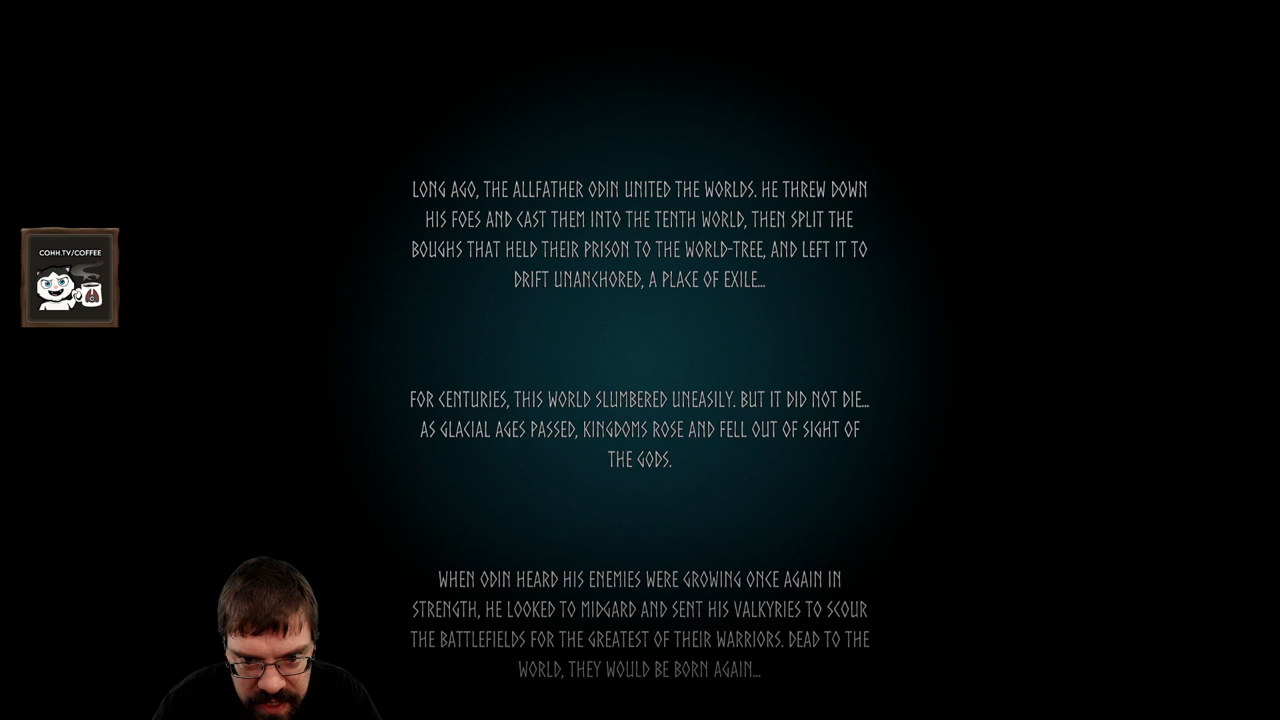 LONG AGO, THE ALLFATHER ODIN UNITED THE WORLDS. HE THREW DOWN
HIS FOES AND CAST THEM INTO THE TENTH WORLD, THEN SPLIT THE
BOUGHS THAT HELD THEIR PRISON TO THE WORLD-TREE, AND LEFT IT TO
DRIFT UNANCHORED, A PLACE OF EXILE...
COHH.TV/COFFEE
FOR CENTURIES, THIS WORLD SLUMBERED UNEASILY. BUT IT DID NOT DIE...
AS GLACIAL AGES PASSED, KINGDOMS ROSE AND FELL OUT OF SIGHT OF
THE GODS.
WHEN ODIN HEARD HIS ENEMIES WERE GROWING ONCE AGAIN IN
STRENGTH, HE LOOKED TO MIDGARD AND SENT HIS VALKYRIES TO SCOUR
THE BATTLEFIELDS FOR THE GREATEST OF THEIR WARRIORS. DEAD TO THE
WORLD, THEY WOULD BE BORN AGAIN...